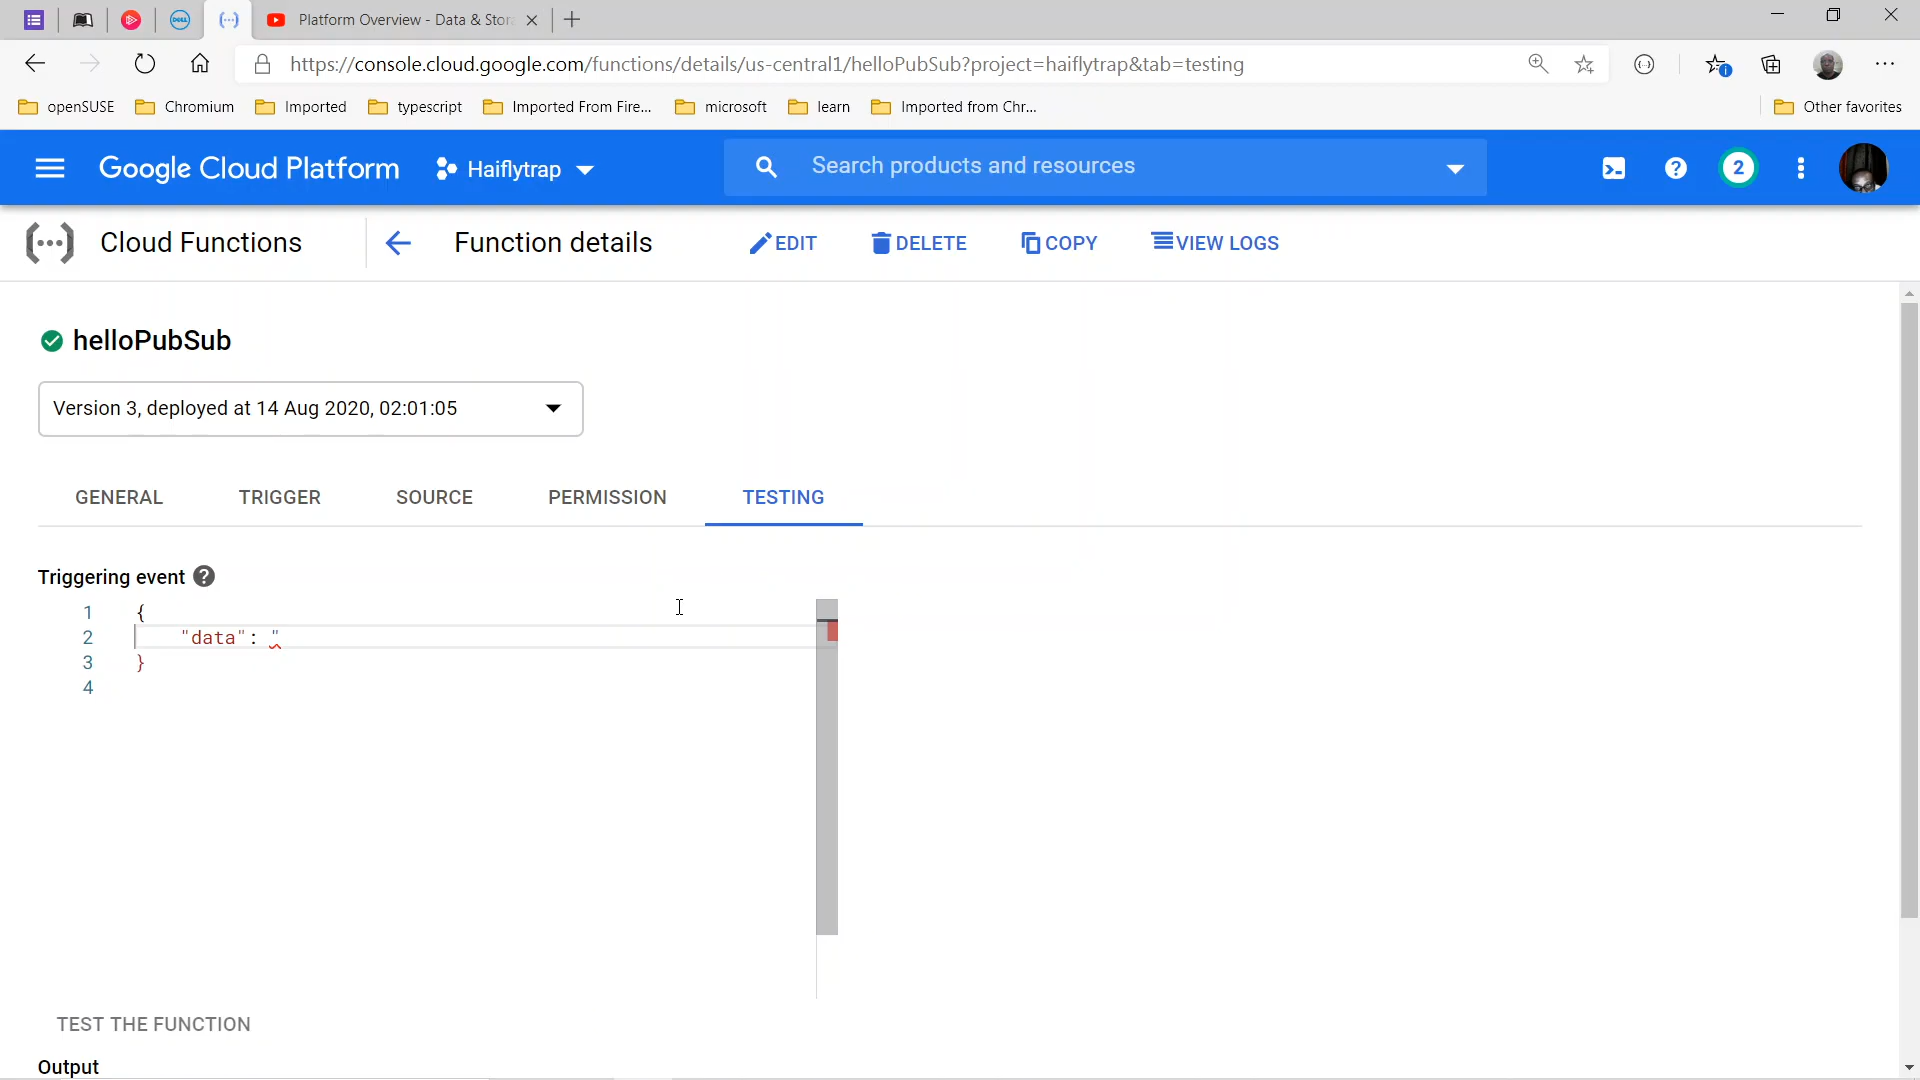 Platform Overview - Data & Stor
https://console.cloud.google.com/functions/details/us-central1/helloPubSub?project=haiflytrap&tab=testing
openSUSE Chromium Imported typescript Imported From Fire... microsoft learn Imported from Chr... Other favorites
Google Cloud Platform Haiflytrap Search products and resources 2
Cloud Functions Function details EDIT DELETE COPY VIEW LOGS
helloPubSub
Version 3, deployed at 14 Aug 2020, 02:01:05
GENERAL TRIGGER SOURCE PERMISSION TESTING
Triggering event
1 {
2 "data": "
3 }
4
TEST THE FUNCTION
Output